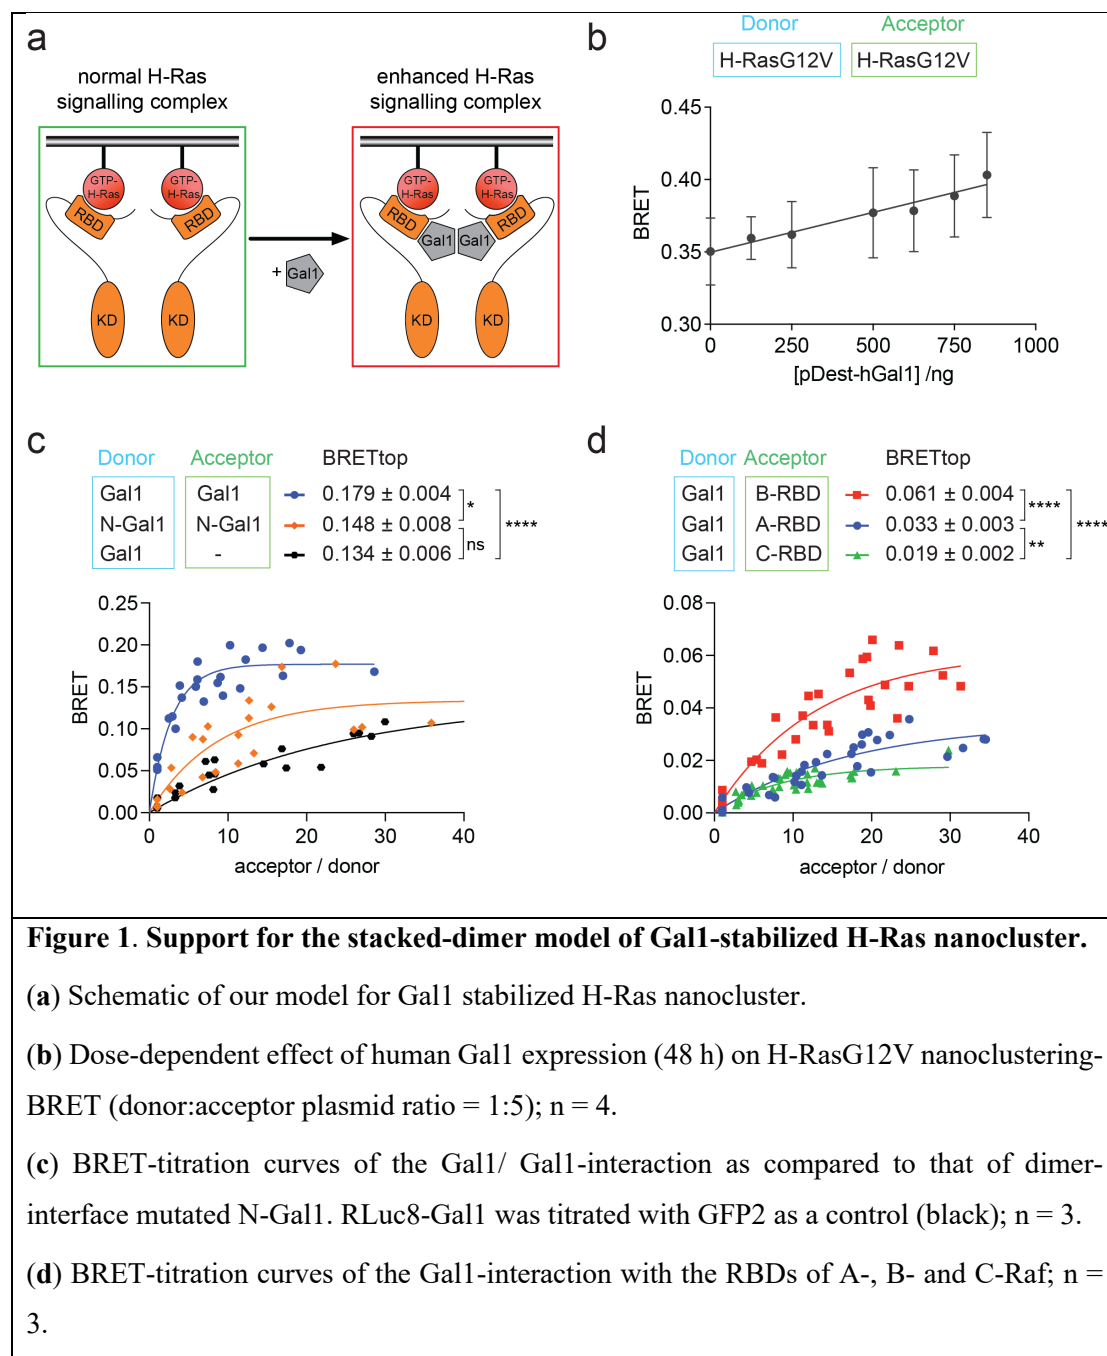 a
normal H-Ras
signalling complex
enhanced H-Ras
signalling complex
GTP-
H-Ras
GTP-
H-Ras
RBD
RBD
KD
KD
+ Gal1
GTP-
H-Ras
GTP-
H-Ras
RBD
RBD
Gal1
Gal1
KD
KD
b
Donor
Acceptor
H-RasG12V
H-RasG12V
BRET
0.45
0.40
0.35
0.30
0
250
500
750
1000
[pDest-hGal1] /ng
c
Donor Acceptor BRETtop
Gal1 Gal1 0.179 ± 0.004
N-Gal1 N-Gal1 0.148 ± 0.008
Gal1 - 0.134 ± 0.006
*
ns
****
BRET
0.25
0.20
0.15
0.10
0.05
0.00
0
10
20
30
40
acceptor / donor
d
Donor Acceptor BRETtop
Gal1 B-RBD 0.061 ± 0.004
Gal1 A-RBD 0.033 ± 0.003
Gal1 C-RBD 0.019 ± 0.002
****
**
****
BRET
0.08
0.06
0.04
0.02
0.00
0
10
20
30
40
acceptor / donor
Figure 1. Support for the stacked-dimer model of Gal1-stabilized H-Ras nanocluster.
(a) Schematic of our model for Gal1 stabilized H-Ras nanocluster.
(b) Dose-dependent effect of human Gal1 expression (48 h) on H-RasG12V nanoclustering-
BRET (donor:acceptor plasmid ratio = 1:5); n = 4.
(c) BRET-titration curves of the Gal1/ Gal1-interaction as compared to that of dimer-
interface mutated N-Gal1. RLuc8-Gal1 was titrated with GFP2 as a control (black); n = 3.
(d) BRET-titration curves of the Gal1-interaction with the RBDs of A-, B- and C-Raf; n =
3.